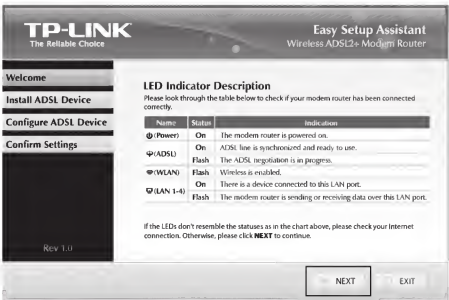 TP-LINK
The Reliable Choice
Easy Setup Assistant
Wireless ADSL2+ Modem Router
Welcome
Install ADSL Device
Configure ADSL Device
Confirm Settings
Rev 1.0
LED Indicator Description
Please look through the table below to check if your modem router has been connected
correctly.
Name Status Indication
(Power) On The modem router is powered on.
(ADSL) On ADSL line is synchronized and ready to use.
Flash The ADSL negotiation is in progress.
(WLAN) Flash Wireless is enabled.
(LAN 1-4) On There is a device connected to this LAN port.
Flash The modem router is sending or receiving data over this LAN port.
If the LEDs don't resemble the statuses as in the chart above, please check your Internet
connection. Otherwise, please click NEXT to continue.
NEXT EXIT